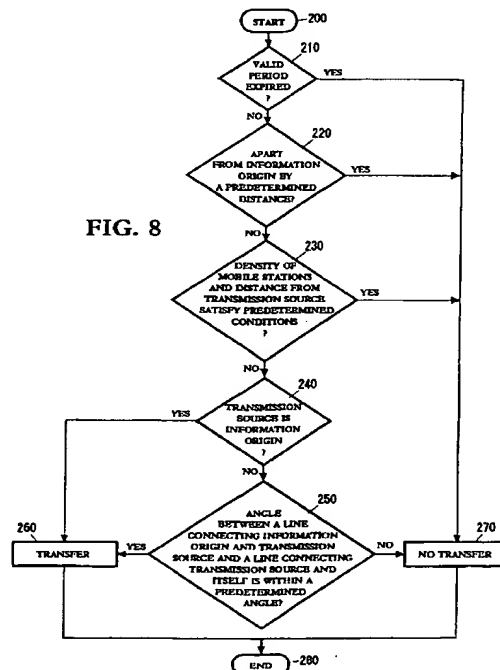 200
START
210
VALID
PERIOD
EXPIRED
?
YES
NO
220
APART
FROM INFORMATION
ORIGIN BY
A PREDETERMINED
DISTANCE?
YES
NO
FIG. 8
230
DENSITY OF
MOBILE STATIONS
AND DISTANCE FROM
TRANSMISSION SOURCE
SATISFY PREDETERMINED
CONDITIONS
?
YES
NO
240
TRANSMISSION
SOURCE IS
INFORMATION
ORIGIN
?
YES
NO
250
ANGLE
BETWEEN A LINE
CONNECTING INFORMATION
ORIGIN AND TRANSMISSION
SOURCE AND A LINE CONNECTING
TRANSMISSION SOURCE AND
ITSELF IS WITHIN A
PREDETERMINED
ANGLE?
YES
NO
260
TRANSFER
270
NO TRANSFER
END
280